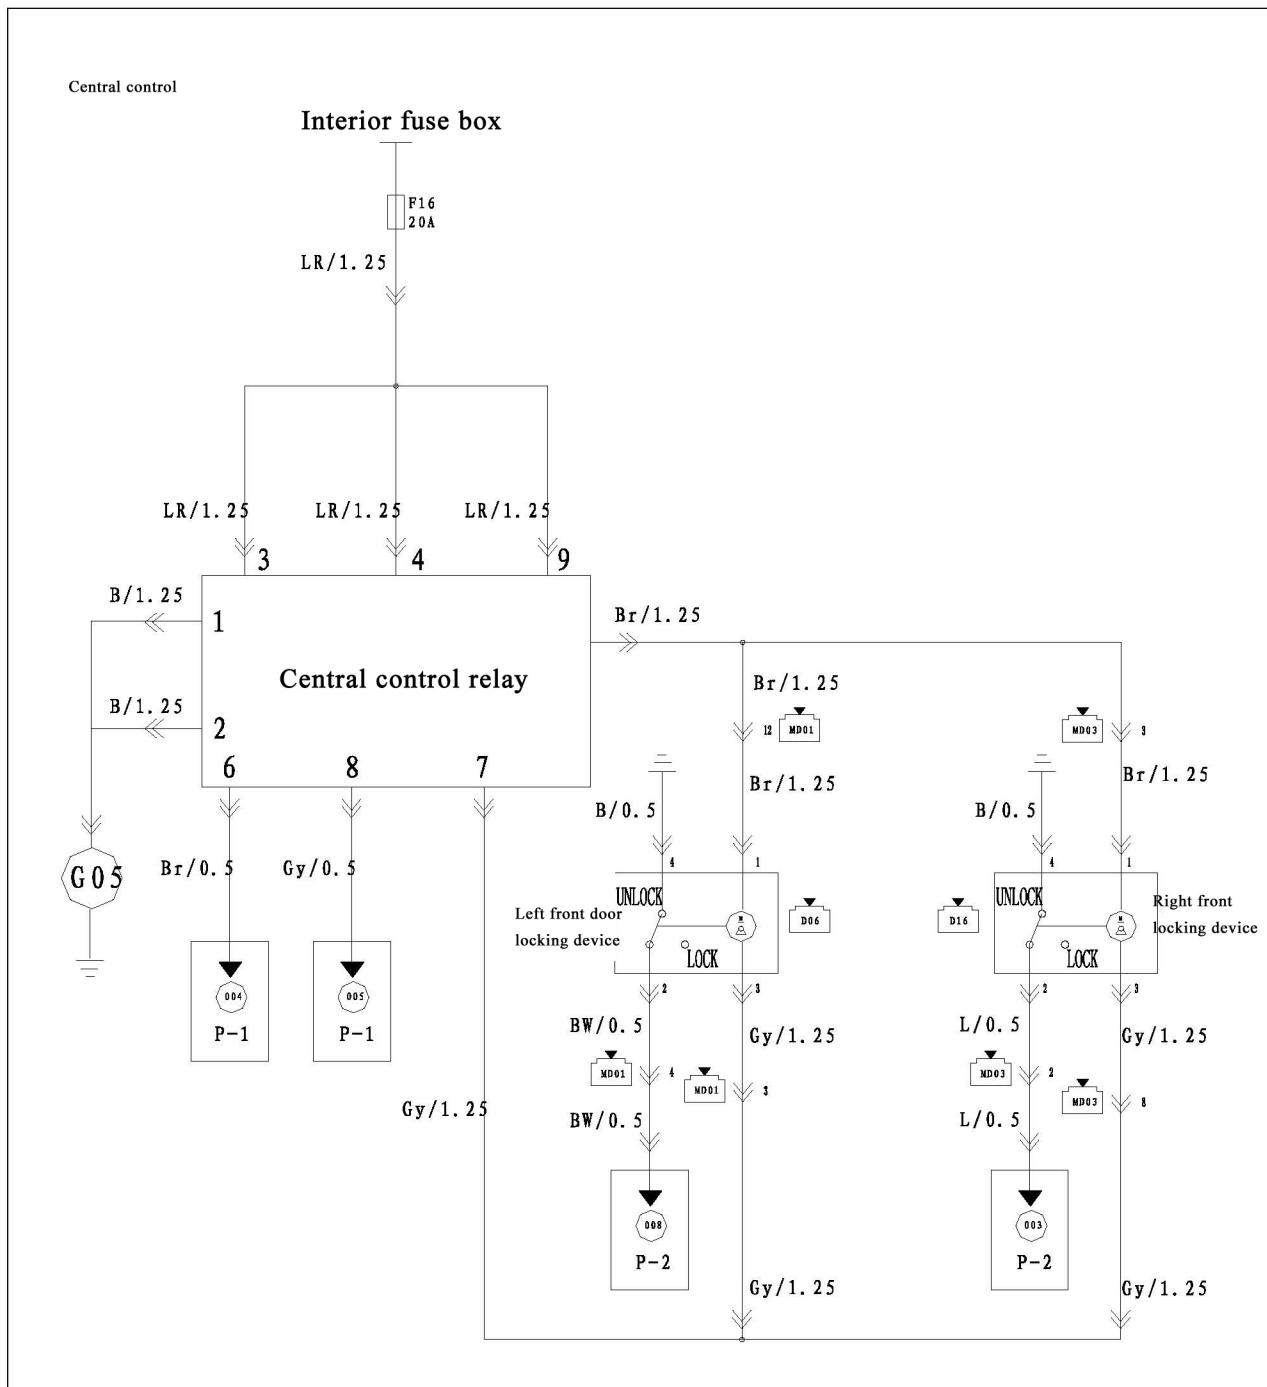 Central control
Interior fuse box
F16
20A
LR/1.25
LR/1.25 LR/1.25 LR/1.25
3 4 9
B/1.25
1
Br/1.25
Central control relay
Br/1.25
B/1.25
2
12 MD01
MD03 3
6 8 7
Br/1.25
Br/1.25
B/0.5
B/0.5
4 1
4 1
Br/0.5 Gy/0.5
G05
UNLOCK
UNLOCK
Left front door
locking device
M
D06
D16
M
Right front
locking device
LOCK
LOCK
2 3
2 3
004
P-1
005
P-1
BW/0.5
Gy/1.25
L/0.5
Gy/1.25
MD01 4
MD01 3
MD03 2
MD03 8
Gy/1.25
BW/0.5
L/0.5
008
P-2
003
P-2
Gy/1.25
Gy/1.25